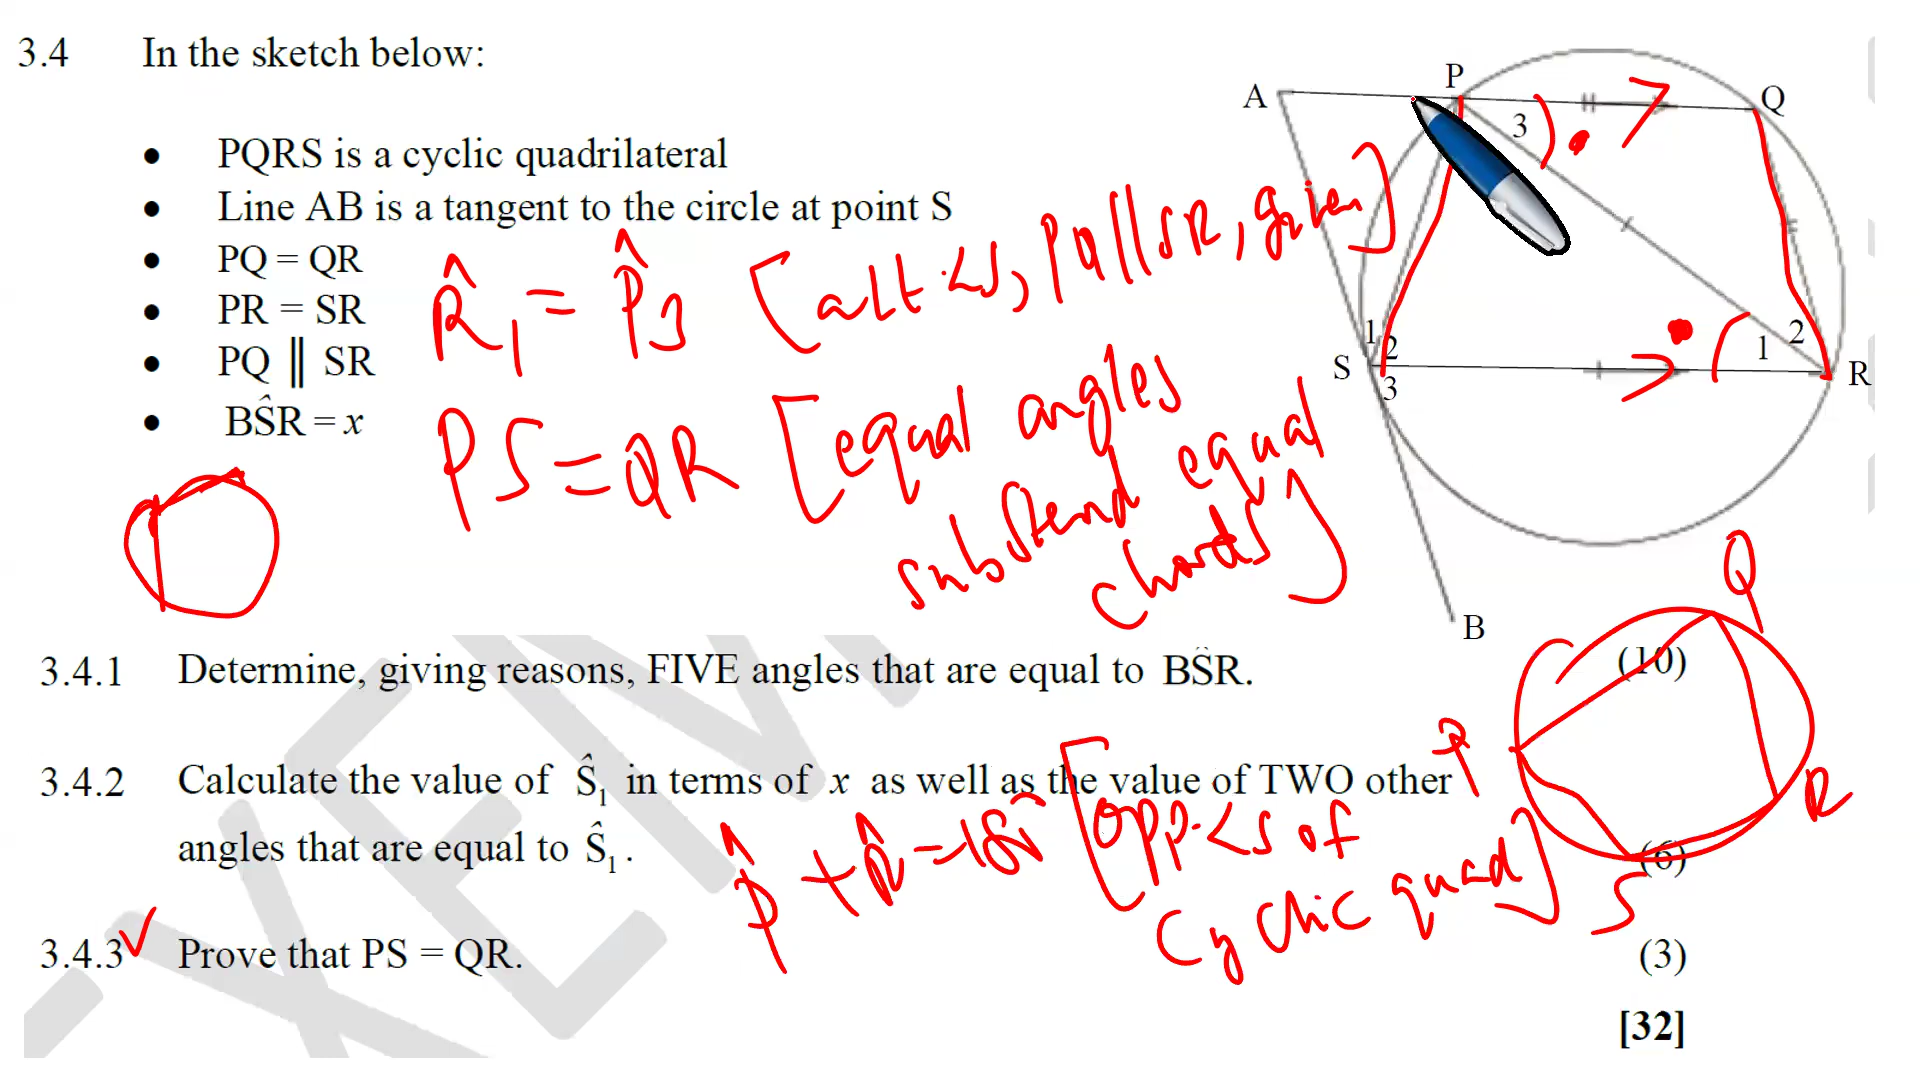 3.4 In the sketch below:
• PQRS is a cyclic quadrilateral
• Line AB is a tangent to the circle at point S
• PQ = QR
• PR = SR
• PQ ∥ SR
• BŜR = x
R̂₁ = P̂₃ [alt <s, PQ||SR, given]
PS = QR [equal angles
substend equal
chords]
A
P
Q
3
1
2
3
S
1
2
R
B
Q
P
R
S
3.4.1 Determine, giving reasons, FIVE angles that are equal to BŜR. (10)
3.4.2 Calculate the value of Ŝ₁ in terms of x as well as the value of TWO other
angles that are equal to Ŝ₁. (6)
P̂ + R̂ = 180° [opp. <s of
cyclic quad]
3.4.3 ✓ Prove that PS = QR. (3)
[32]